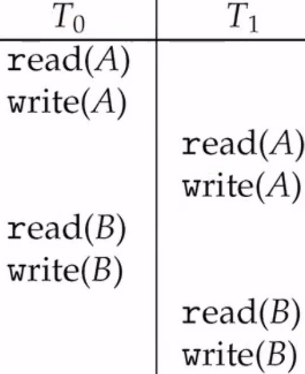 T₀ T₁
read(A)
write(A)
read(A)
write(A)
read(B)
write(B)
read(B)
write(B)